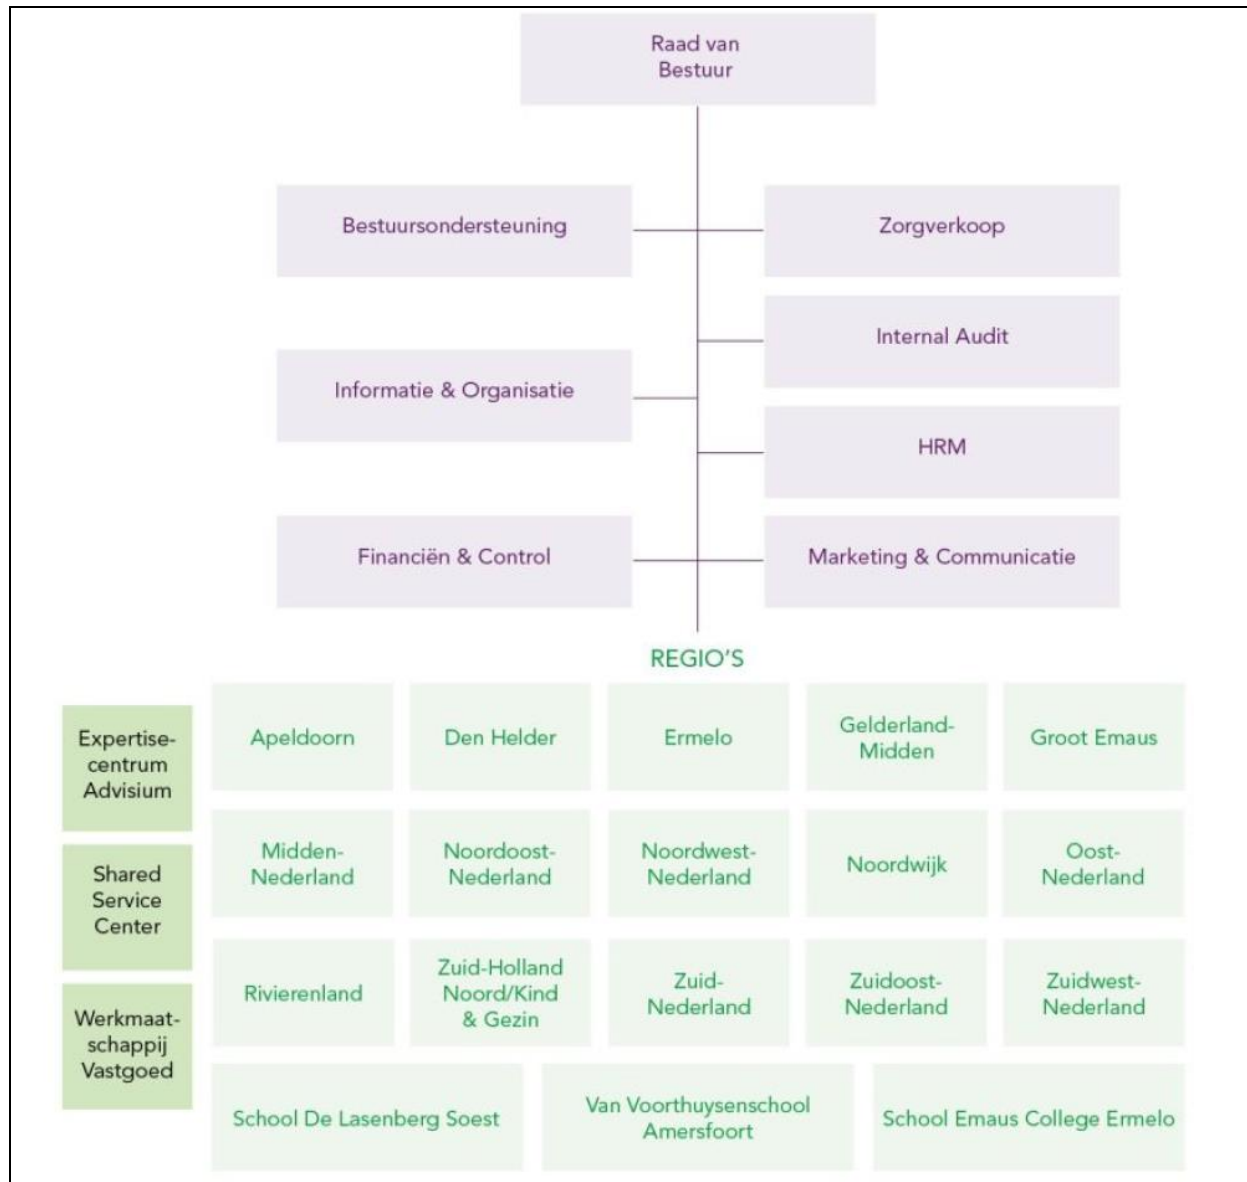 Raad van
Bestuur
Bestuursondersteuning
Zorgverkoop
Internal Audit
Informatie & Organisatie
HRM
Financiën & Control
Marketing & Communicatie
REGIO'S
Expertise-
centrum
Advisium
Apeldoorn
Den Helder
Ermelo
Gelderland-
Midden
Groot Emaus
Shared
Service
Center
Midden-
Nederland
Noordoost-
Nederland
Noordwest-
Nederland
Noordwijk
Oost-
Nederland
Werkmaat-
schappij
Vastgoed
Rivierenland
Zuid-Holland
Noord/Kind
& Gezin
Zuid-
Nederland
Zuidoost-
Nederland
Zuidwest-
Nederland
School De Lasenberg Soest
Van Voorthuysenschool
Amersfoort
School Emaus College Ermelo